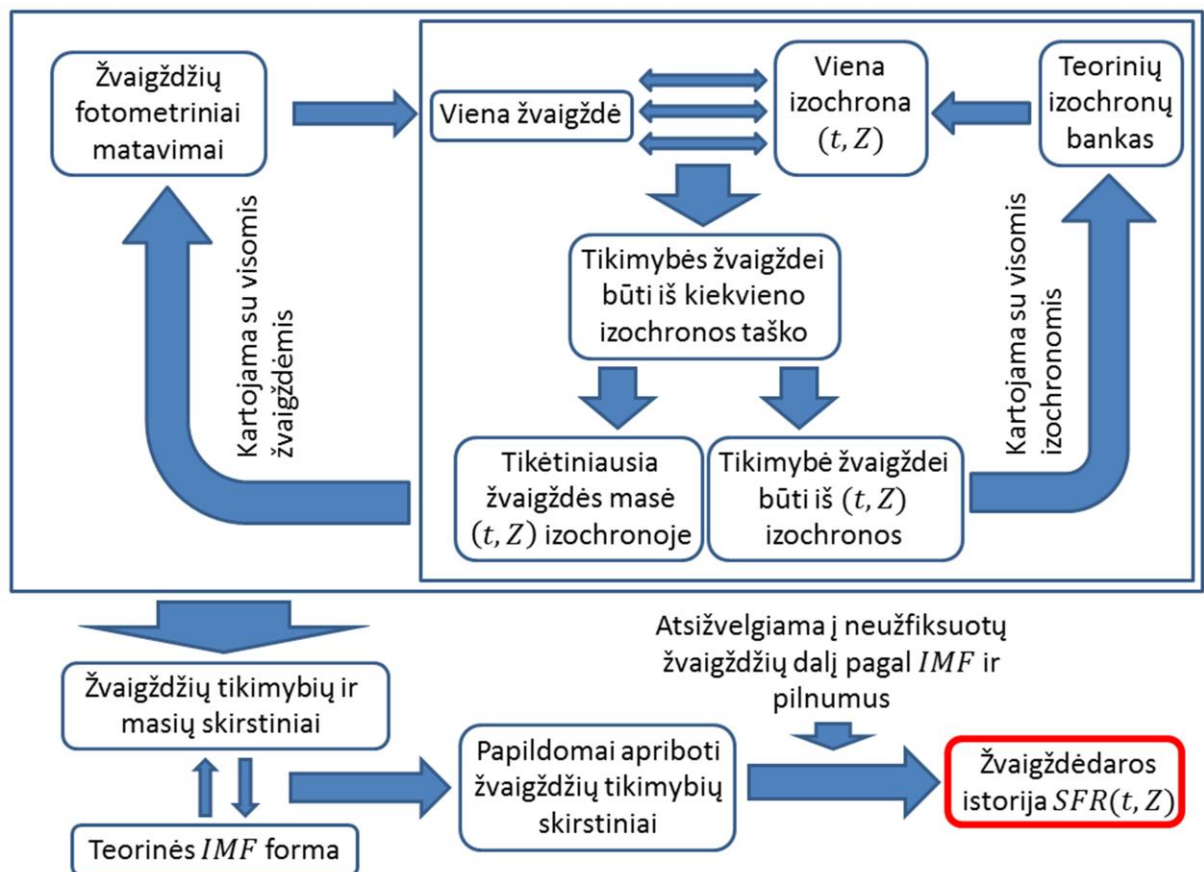 Žvaigždžių
fotometriniai
matavimai
Viena žvaigždė
Viena
izochrona
(t, Z)
Teorinių
izochronų
bankas
Kartojama su visomis
žvaigždėmis
Tikimybės žvaigždei
būti iš kiekvieno
izochronos taško
Kartojama su visomis
izochronomis
Tikėtiniausia
žvaigždės masė
(t, Z) izochronoje
Tikimybė žvaigždei
būti iš (t, Z)
izochronos
Žvaigždžių tikimybių ir
masių skirstiniai
Teorinės IMF forma
Papildomai apriboti
žvaigždžių tikimybių
skirstiniai
Atsižvelgiama į neužfiksuotų
žvaigždžių dalį pagal IMF ir
pilnumus
Žvaigždėdaros
istorija SFR(t, Z)